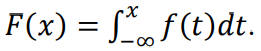 F(x) = ∫_{-∞}^{x} f(t)dt.